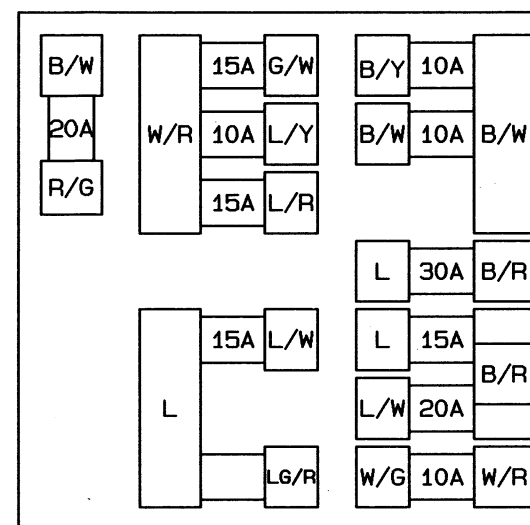 B/W
20A
R/G
W/R 15A G/W
10A L/Y
15A L/R
B/Y 10A B/W
B/W 10A
L 30A B/R
L 15A B/R
L/W 20A
W/G 10A W/R
L 15A L/W
LG/R